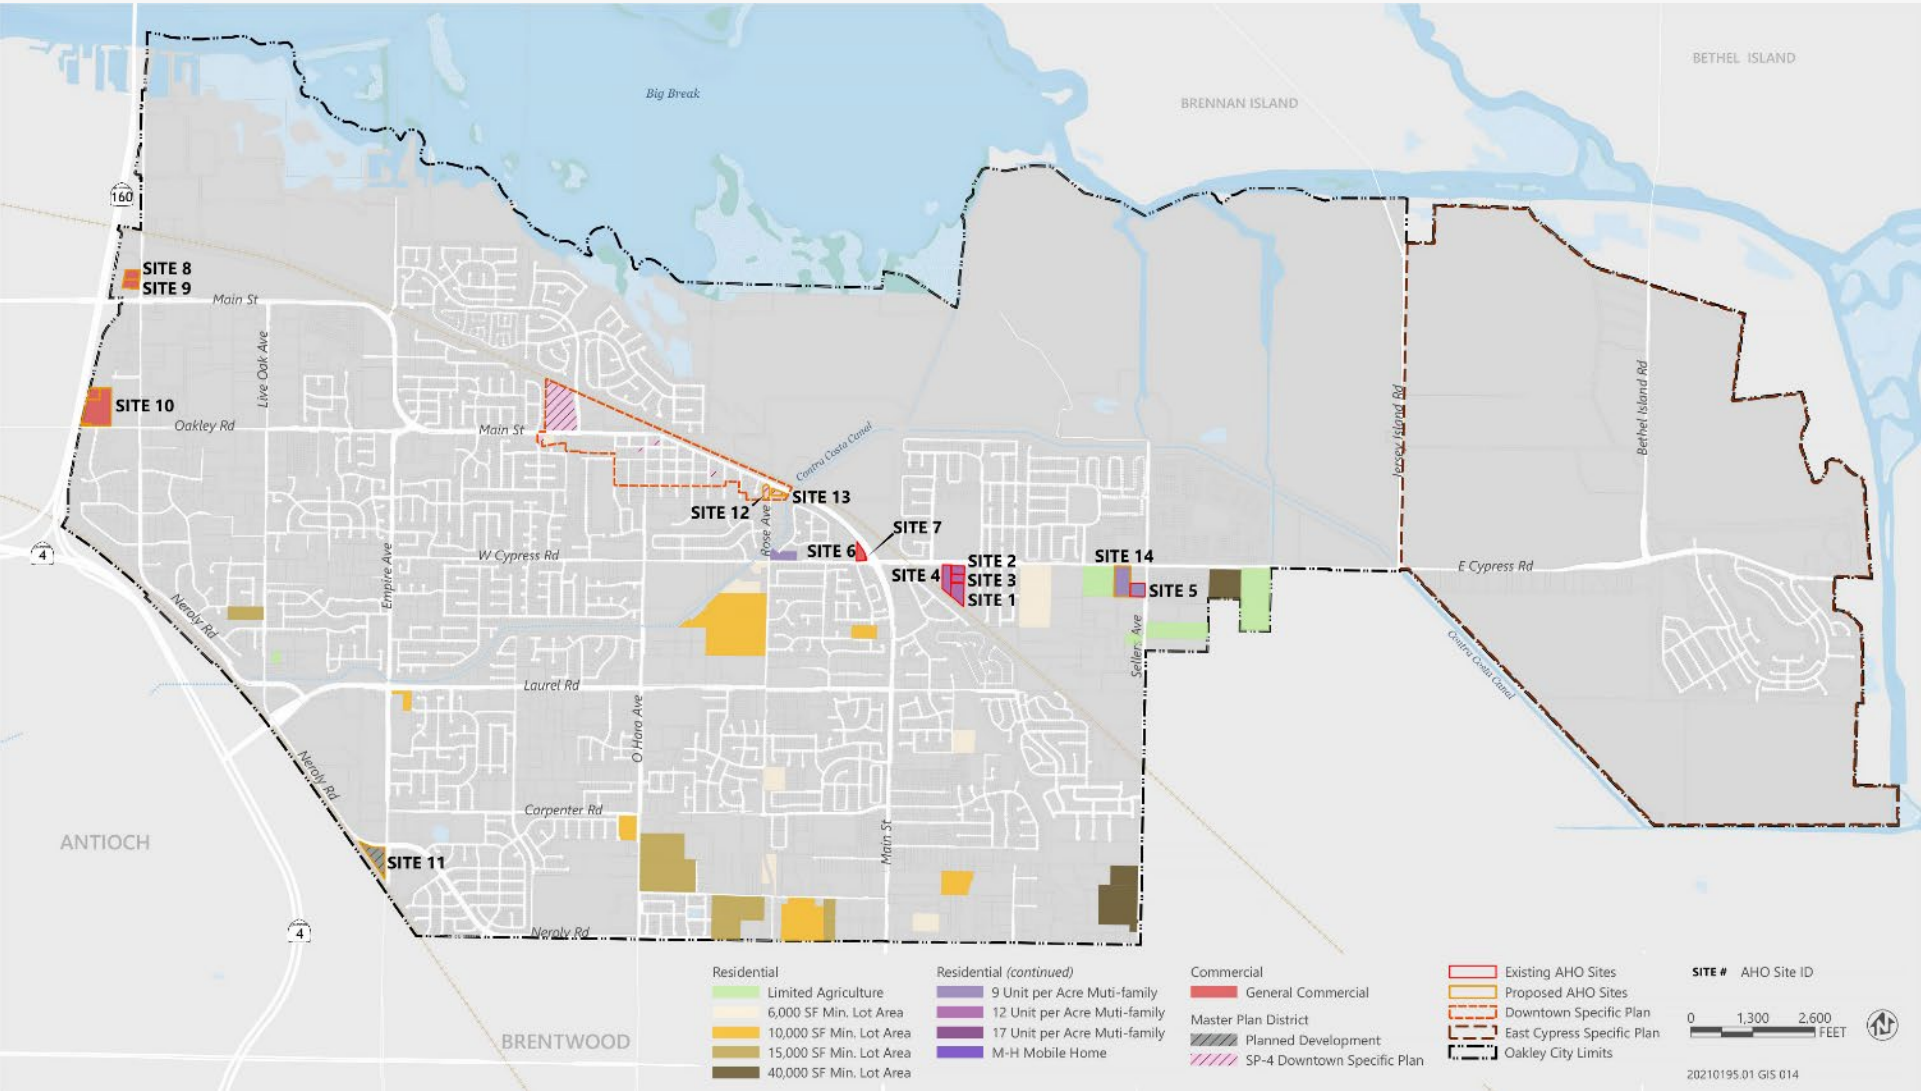 BETHEL ISLAND
Big Break
BRENNAN ISLAND
160
SITE 8
SITE 9
Main St
Live Oak Ave
SITE 10
Oakley Rd
Main St
Contra Costa Canal
Jersey Island Rd
Bethel Island Rd
SITE 13
SITE 12
Rose Ave
SITE 7
SITE 6
4
W Cypress Rd
Empire Ave
SITE 2
SITE 4
SITE 3
SITE 1
SITE 14
SITE 5
E Cypress Rd
Neroly Rd
Sellers Ave
Contra Costa Canal
Laurel Rd
O Hara Ave
Neroly Rd
Carpenter Rd
Main St
ANTIOCH
SITE 11
4
Neroly Rd
BRENTWOOD
Residential
Limited Agriculture
6,000 SF Min. Lot Area
10,000 SF Min. Lot Area
15,000 SF Min. Lot Area
40,000 SF Min. Lot Area
Residential (continued)
9 Unit per Acre Muti-family
12 Unit per Acre Muti-family
17 Unit per Acre Muti-family
M-H Mobile Home
Commercial
General Commercial
Master Plan District
Planned Development
SP-4 Downtown Specific Plan
Existing AHO Sites
Proposed AHO Sites
Downtown Specific Plan
East Cypress Specific Plan
Oakley City Limits
SITE # AHO Site ID
0 1,300 2,600
FEET
N
20210195.01 GIS 014